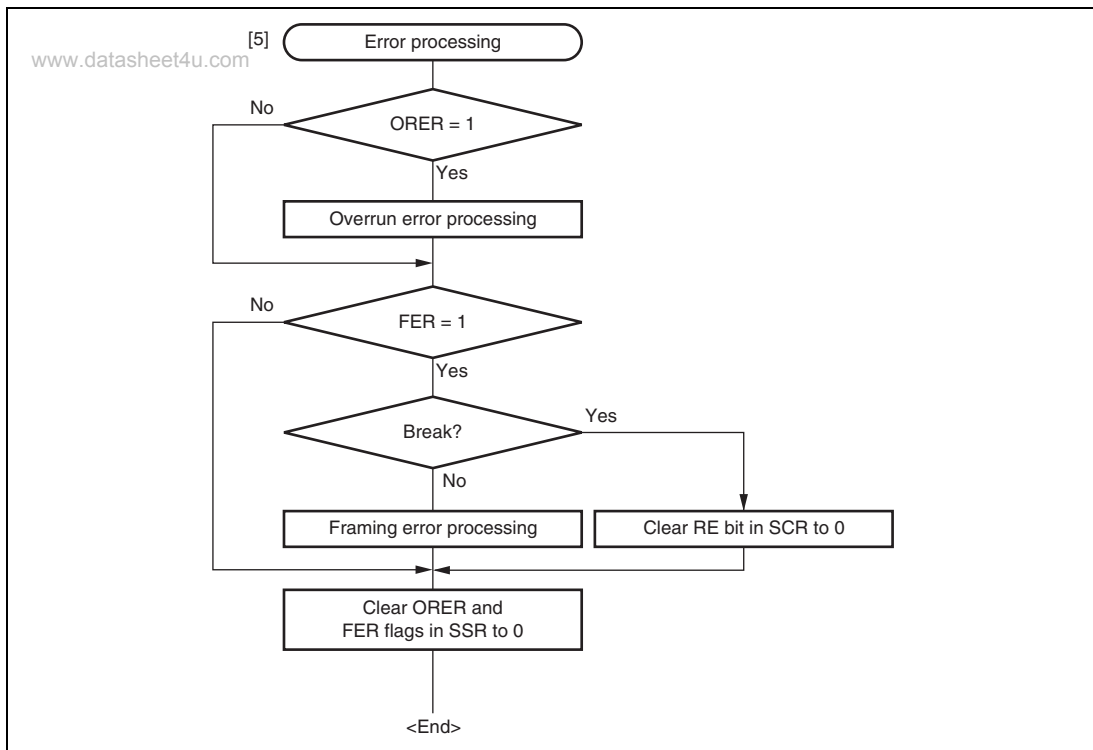 [5]
Error processing
www.datasheet4u.com
No
ORER = 1
Yes
Overrun error processing
No
FER = 1
Yes
Break?
Yes
No
Framing error processing
Clear RE bit in SCR to 0
Clear ORER and
FER flags in SSR to 0
<End>